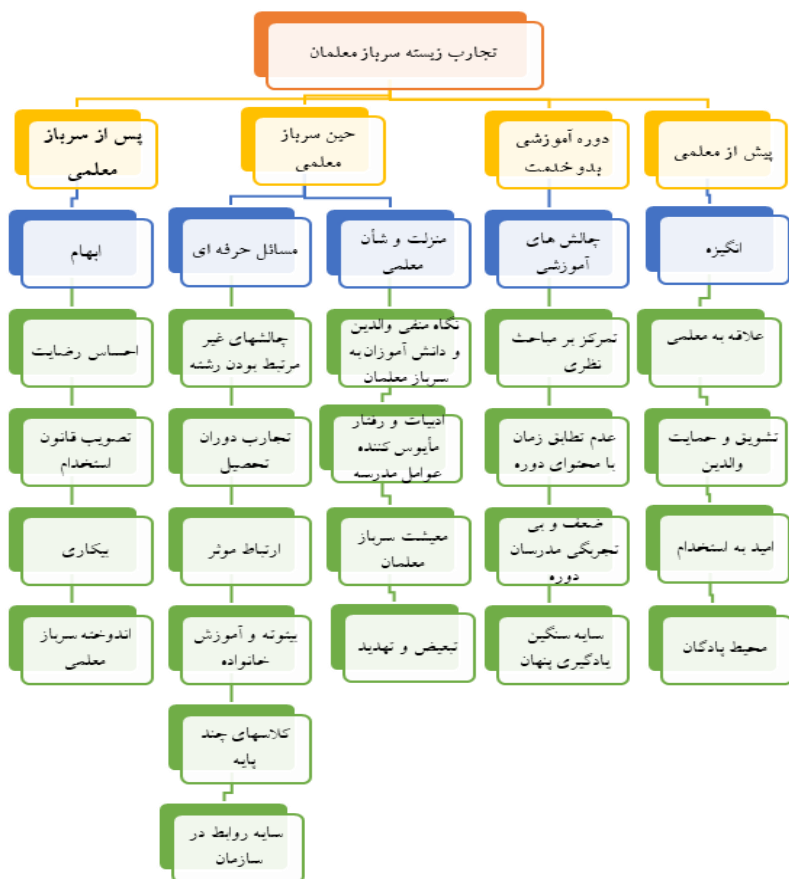 تجارب زیسته سرباز معلمان
پیش از معلمی
دوره آموزشی
بدو خدمت
حین سرباز
معلمی
پس از سرباز
معلمی
انگیزه
چالش های
آموزشی
منزلت و شأن
معلمی
مسائل حرفه ای
ابهام
علاقه به معلمی
تشویق و حمایت
والدین
امید به استخدام
محیط پادگان
تمرکز بر مباحث
نظری
عدم تطابق زمان
با محتوای دوره
ضعف و بی
تجربگی مدرسان
دوره
سایه سنگین
یادگیری پنهان
نگاه منفی والدین
و دانش آموزان به
سرباز معلمان
ادبیات و رفتار
مأیوس کننده
عوامل مدرسه
معیشت سرباز
معلمان
تبعیض و تهدید
چالشهای غیر
مرتبط بودن رشته
تجارب دوران
تحصیل
ارتباط موثر
بیتوته و آموزش
خانواده
کلاسهای چند
پایه
سایه روابط در
سازمان
احساس رضایت
تصویب قانون
استخدام
بیکاری
اندوخته سرباز
معلمی